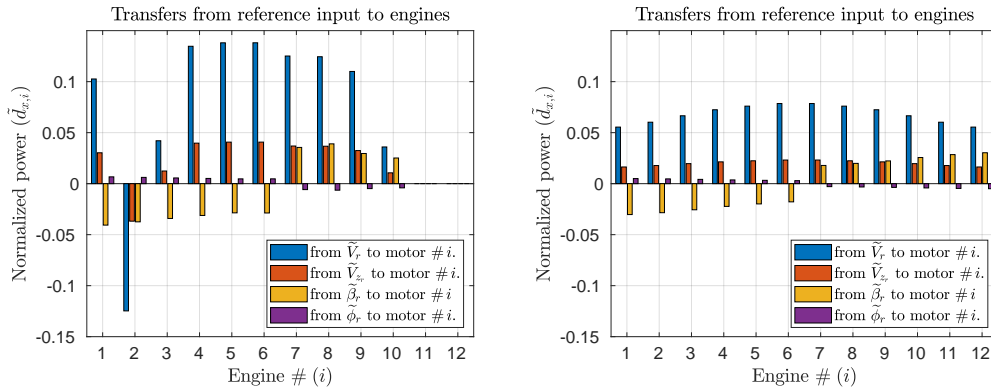 Transfers from reference input to engines
0.1
0.05
0
-0.05
-0.1
-0.15
Normalized power (d̃x,i)
from Ṽr to motor # i.
from Ṽzr to motor # i.
from β̃r to motor # i
from ϕ̃r to motor # i.
1 2 3 4 5 6 7 8 9 10 11 12
Engine # (i)
Transfers from reference input to engines
0.1
0.05
0
-0.05
-0.1
-0.15
Normalized power (d̃x,i)
from Ṽr to motor # i.
from Ṽzr to motor # i.
from β̃r to motor # i
from ϕ̃r to motor # i.
1 2 3 4 5 6 7 8 9 10 11 12
Engine # (i)